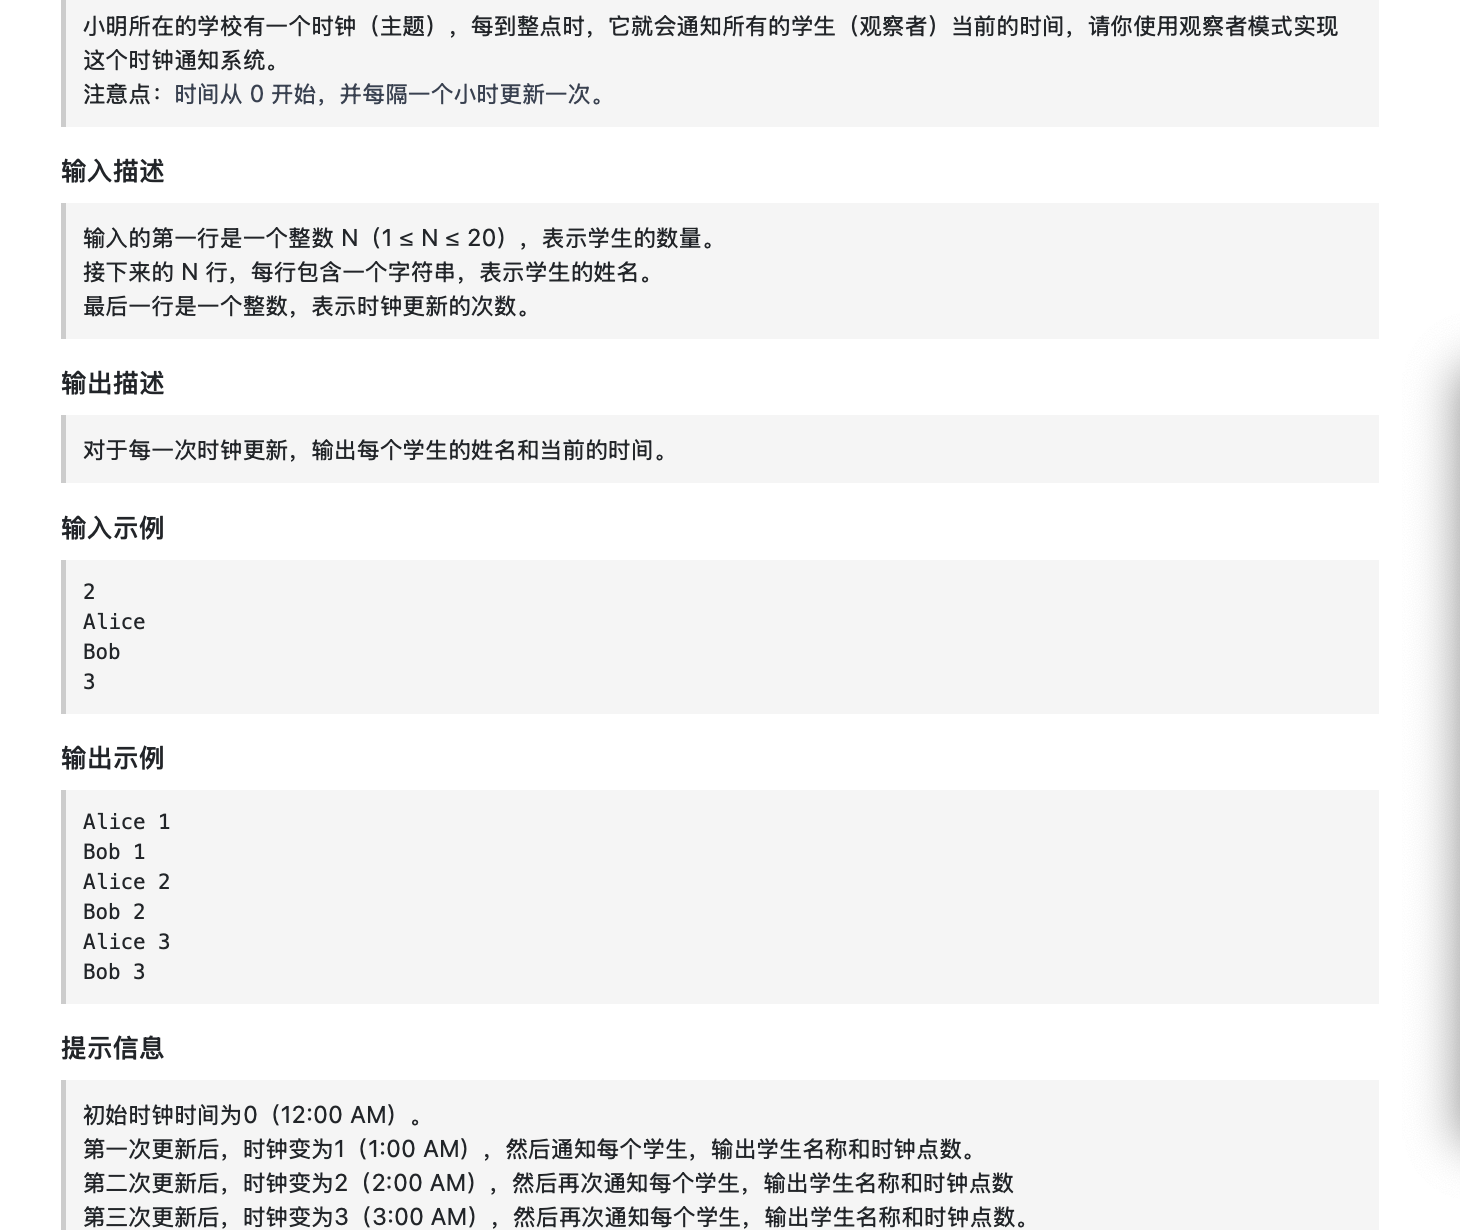 小明所在的学校有一个时钟（主题），每到整点时，它就会通知所有的学生（观察者）当前的时间，请你使用观察者模式实现
这个时钟通知系统。
注意点：时间从 0 开始，并每隔一个小时更新一次。
输入描述
输入的第一行是一个整数 N（1 ≤ N ≤ 20），表示学生的数量。
接下来的 N 行，每行包含一个字符串，表示学生的姓名。
最后一行是一个整数，表示时钟更新的次数。
输出描述
对于每一次时钟更新，输出每个学生的姓名和当前的时间。
输入示例
2
Alice
Bob
3
输出示例
Alice 1
Bob 1
Alice 2
Bob 2
Alice 3
Bob 3
提示信息
初始时钟时间为0（12:00 AM）。
第一次更新后，时钟变为1（1:00 AM），然后通知每个学生，输出学生名称和时钟点数。
第二次更新后，时钟变为2（2:00 AM），然后再次通知每个学生，输出学生名称和时钟点数
第三次更新后，时钟变为3（3:00 AM），然后再次通知每个学生，输出学生名称和时钟点数。